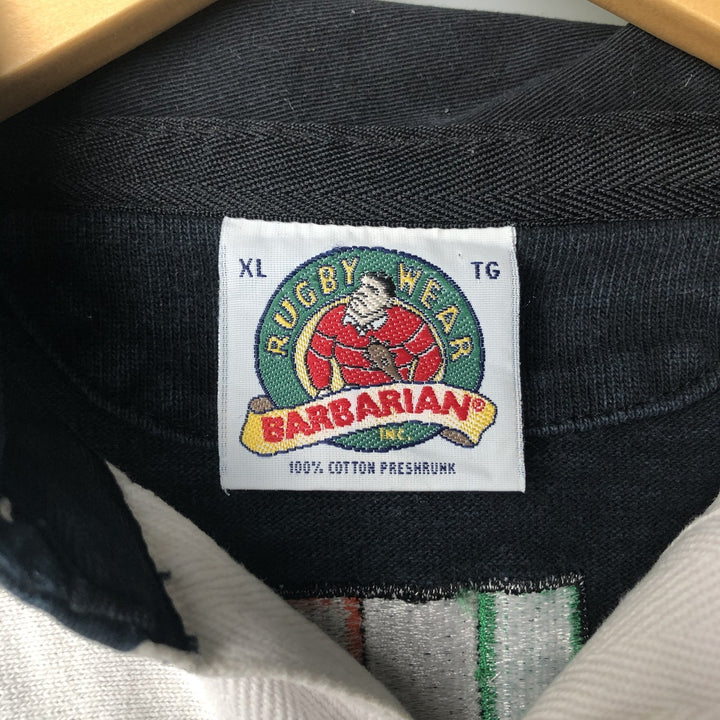 XL TG
RUGBY WEAR
BARBARIAN®
INC
100% COTTON PRESHRUNK